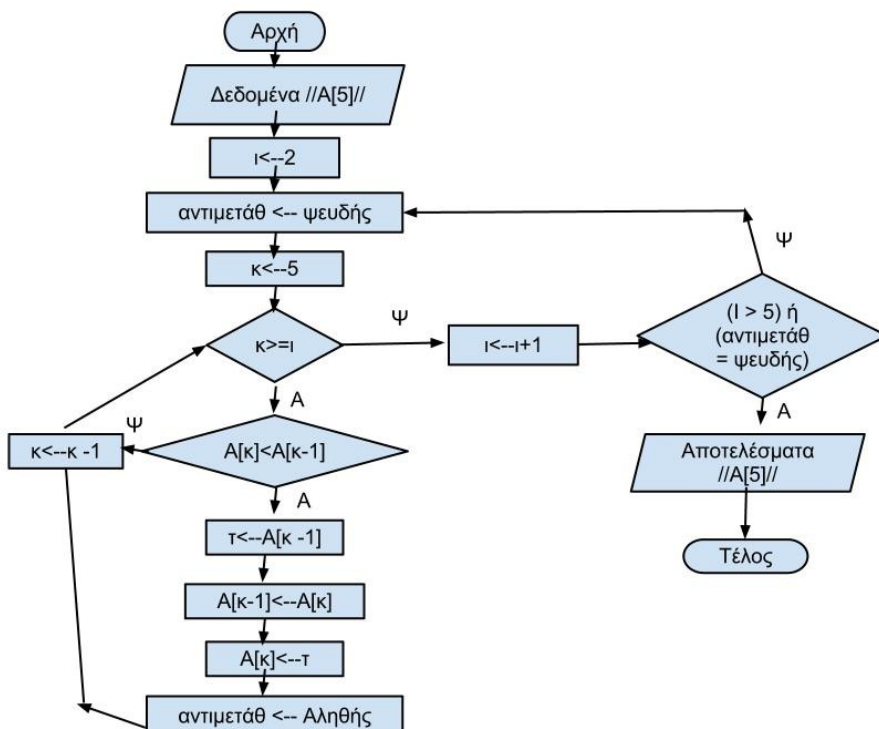 Αρχή
Δεδομένα //Α[5]//
ι<--2
αντιμετάθ <-- ψευδής
κ<--5
κ>=ι
Ψ
ι<--ι+1
(Ι > 5) ή
(αντιμετάθ
= ψευδής)
Ψ
Α
Αποτελέσματα
//Α[5]//
Τέλος
Α
Α[κ]<Α[κ-1]
Ψ
κ<--κ -1
Α
τ<--Α[κ -1]
Α[κ-1]<--Α[κ]
Α[κ]<--τ
αντιμετάθ <-- Αληθής